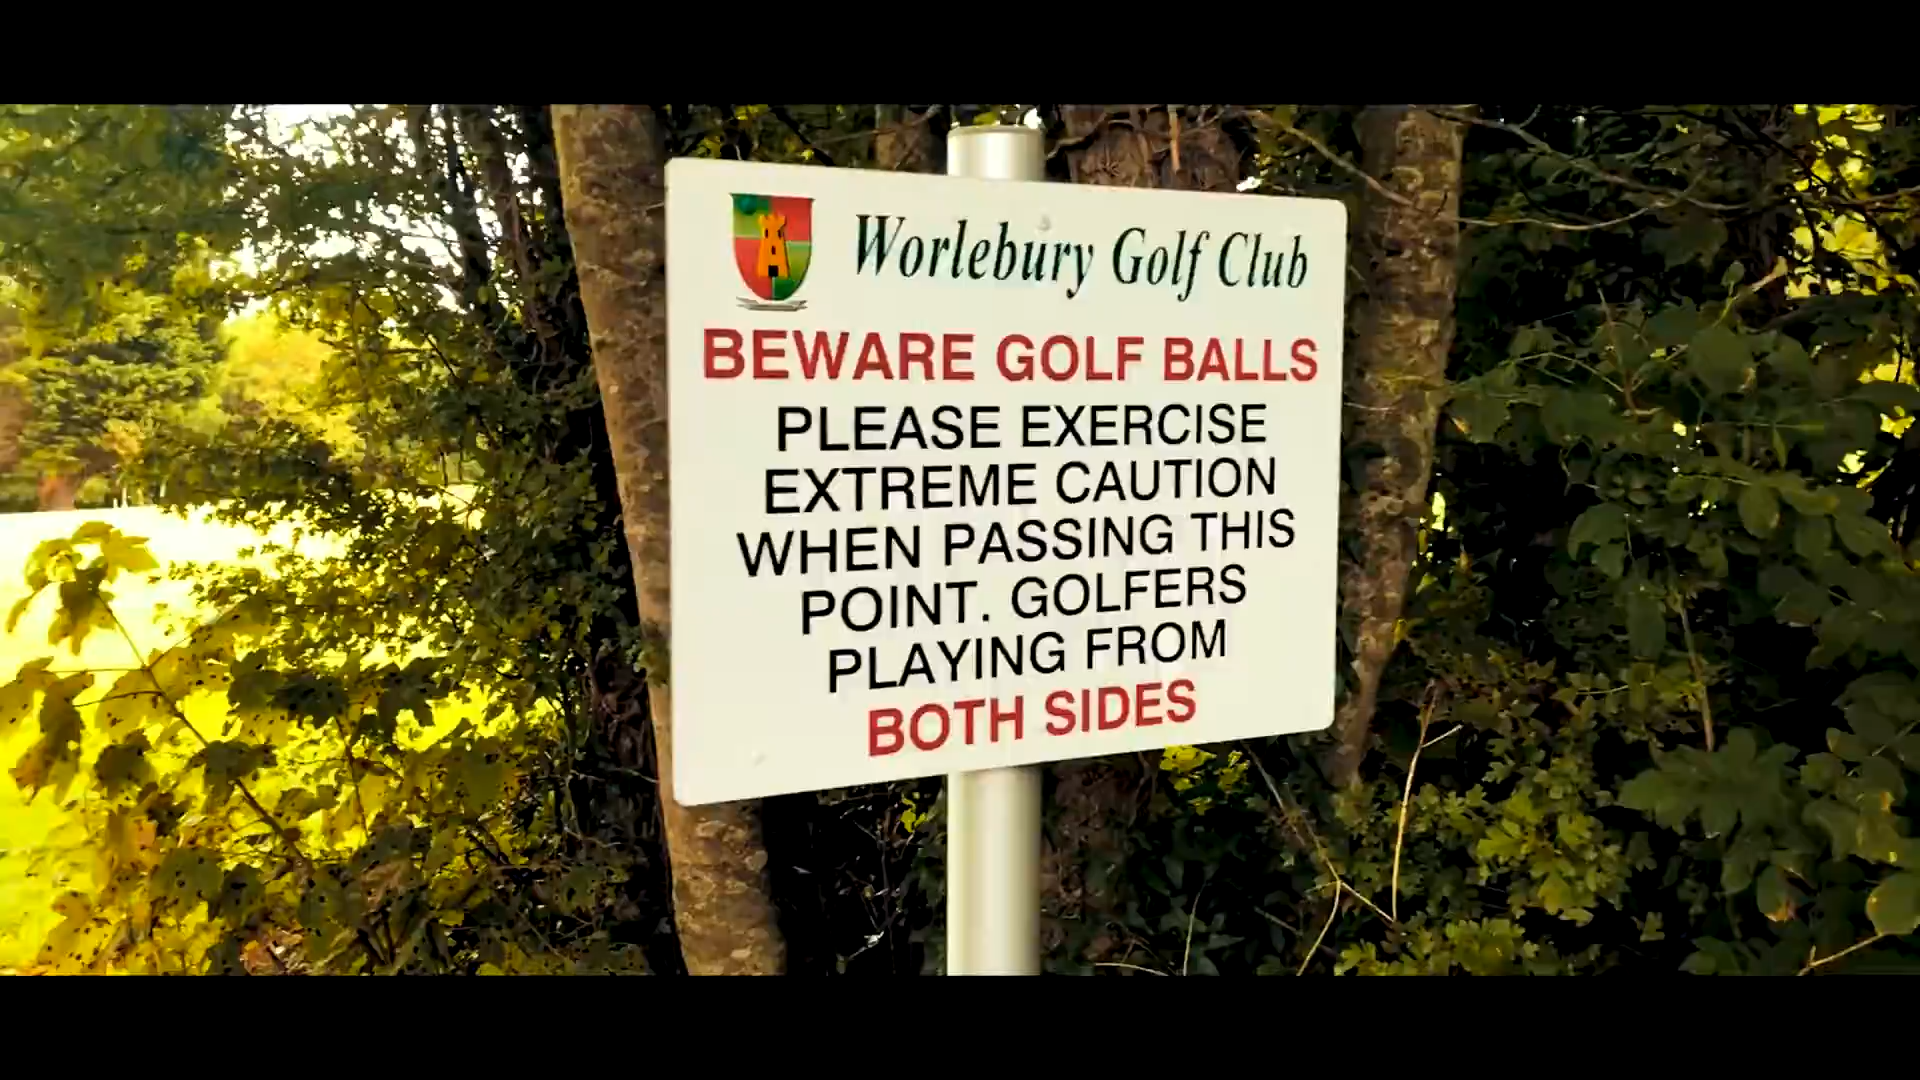 Worlebury Golf Club
BEWARE GOLF BALLS
PLEASE EXERCISE
EXTREME CAUTION
WHEN PASSING THIS
POINT. GOLFERS
PLAYING FROM
BOTH SIDES